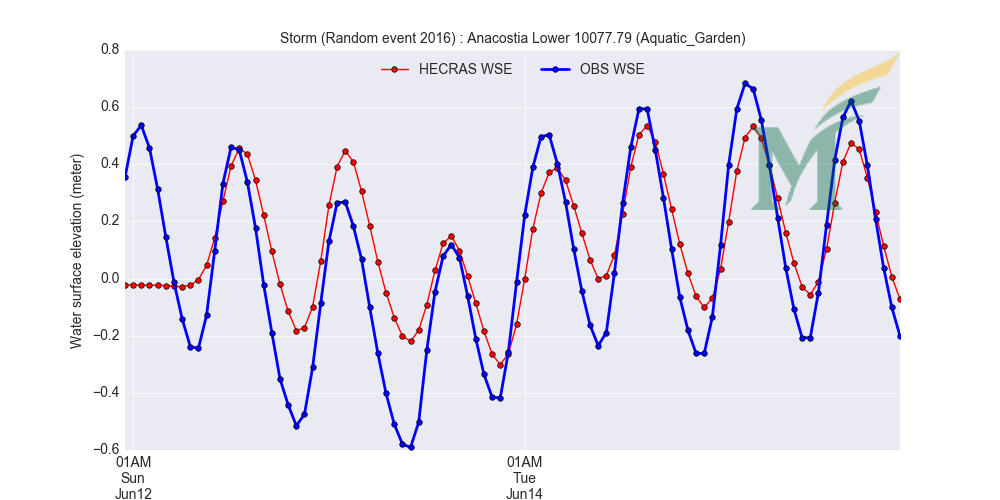 Storm (Random event 2016) : Anacostia Lower 10077.79 (Aquatic_Garden)
HECRAS WSE
OBS WSE
Water surface elevation (meter)
0.8
0.6
0.4
0.2
0.0
−0.2
−0.4
−0.6
01AM
Sun
Jun12
01AM
Tue
Jun14
M